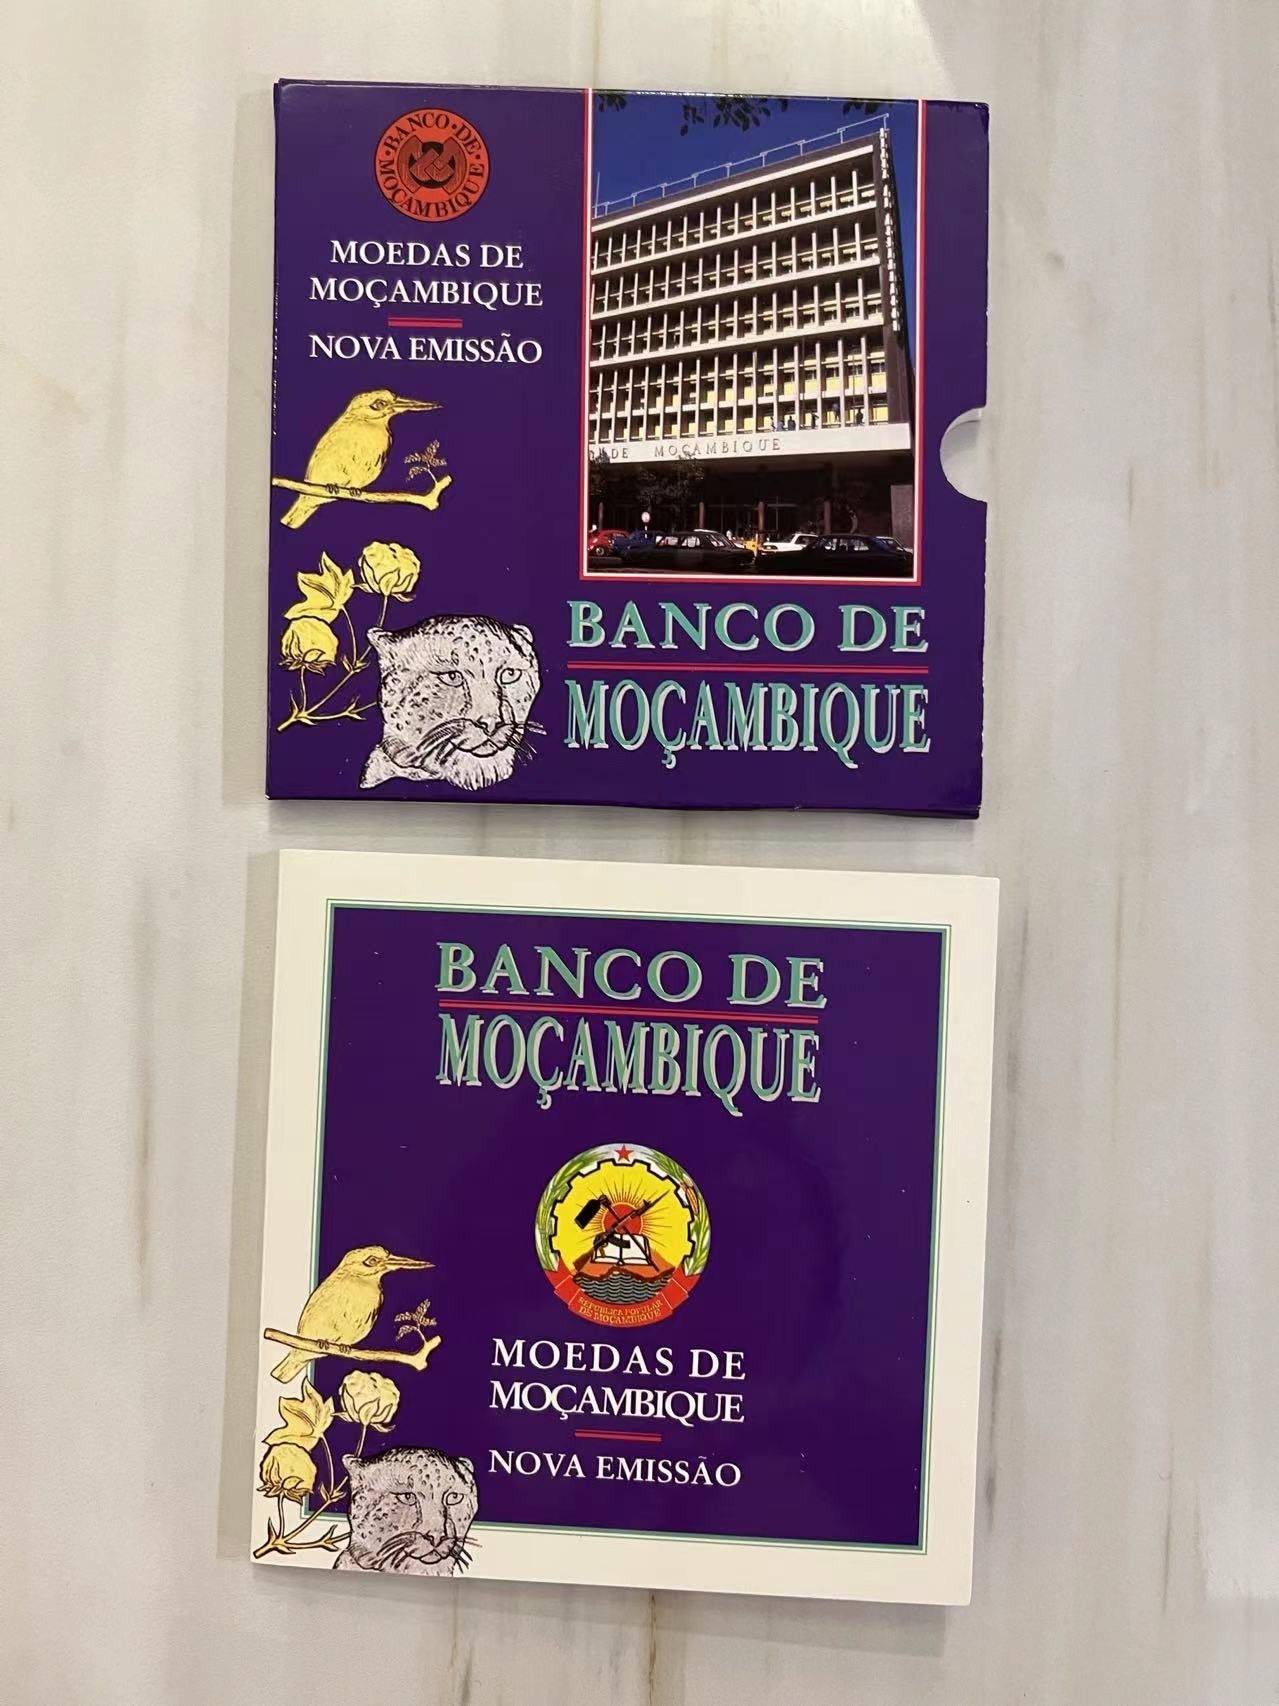 BANCO·DE·MOÇAMBIQUE
MOEDAS DE
MOÇAMBIQUE
NOVA EMISSÃO
DE MOÇAMBIQUE
BANCO DE
MOÇAMBIQUE
BANCO DE
MOÇAMBIQUE
REPUBLICA POPULAR
DE MOÇAMBIQUE
MOEDAS DE
MOÇAMBIQUE
NOVA EMISSÃO